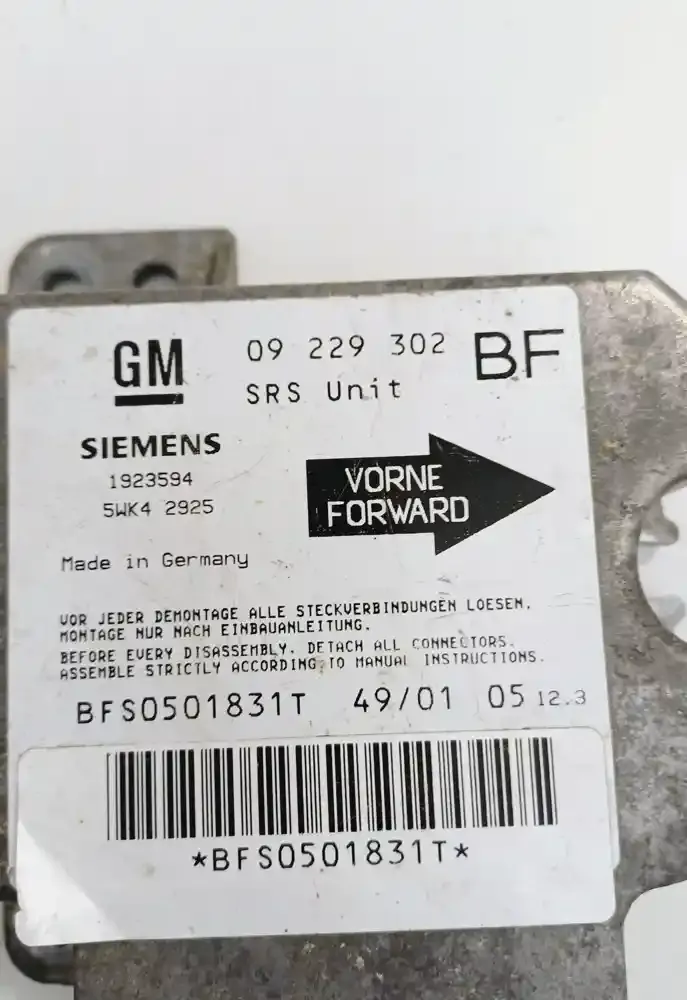 GM
09 229 302 BF
SRS Unit
SIEMENS
1923594
5WK4 2925
VORNE
FORWARD
Made in Germany
VOR JEDER DEMONTAGE ALLE STECKVERBINDUNGEN LOESEN.
MONTAGE NUR NACH EINBAUANLEITUNG.
BEFORE EVERY DISASSEMBLY. DETACH ALL CONNECTORS.
ASSEMBLE STRICTLY ACCORDING TO MANUAL INSTRUCTIONS.
BFS0501831T 49/01 05 12.3
*BFS0501831T*